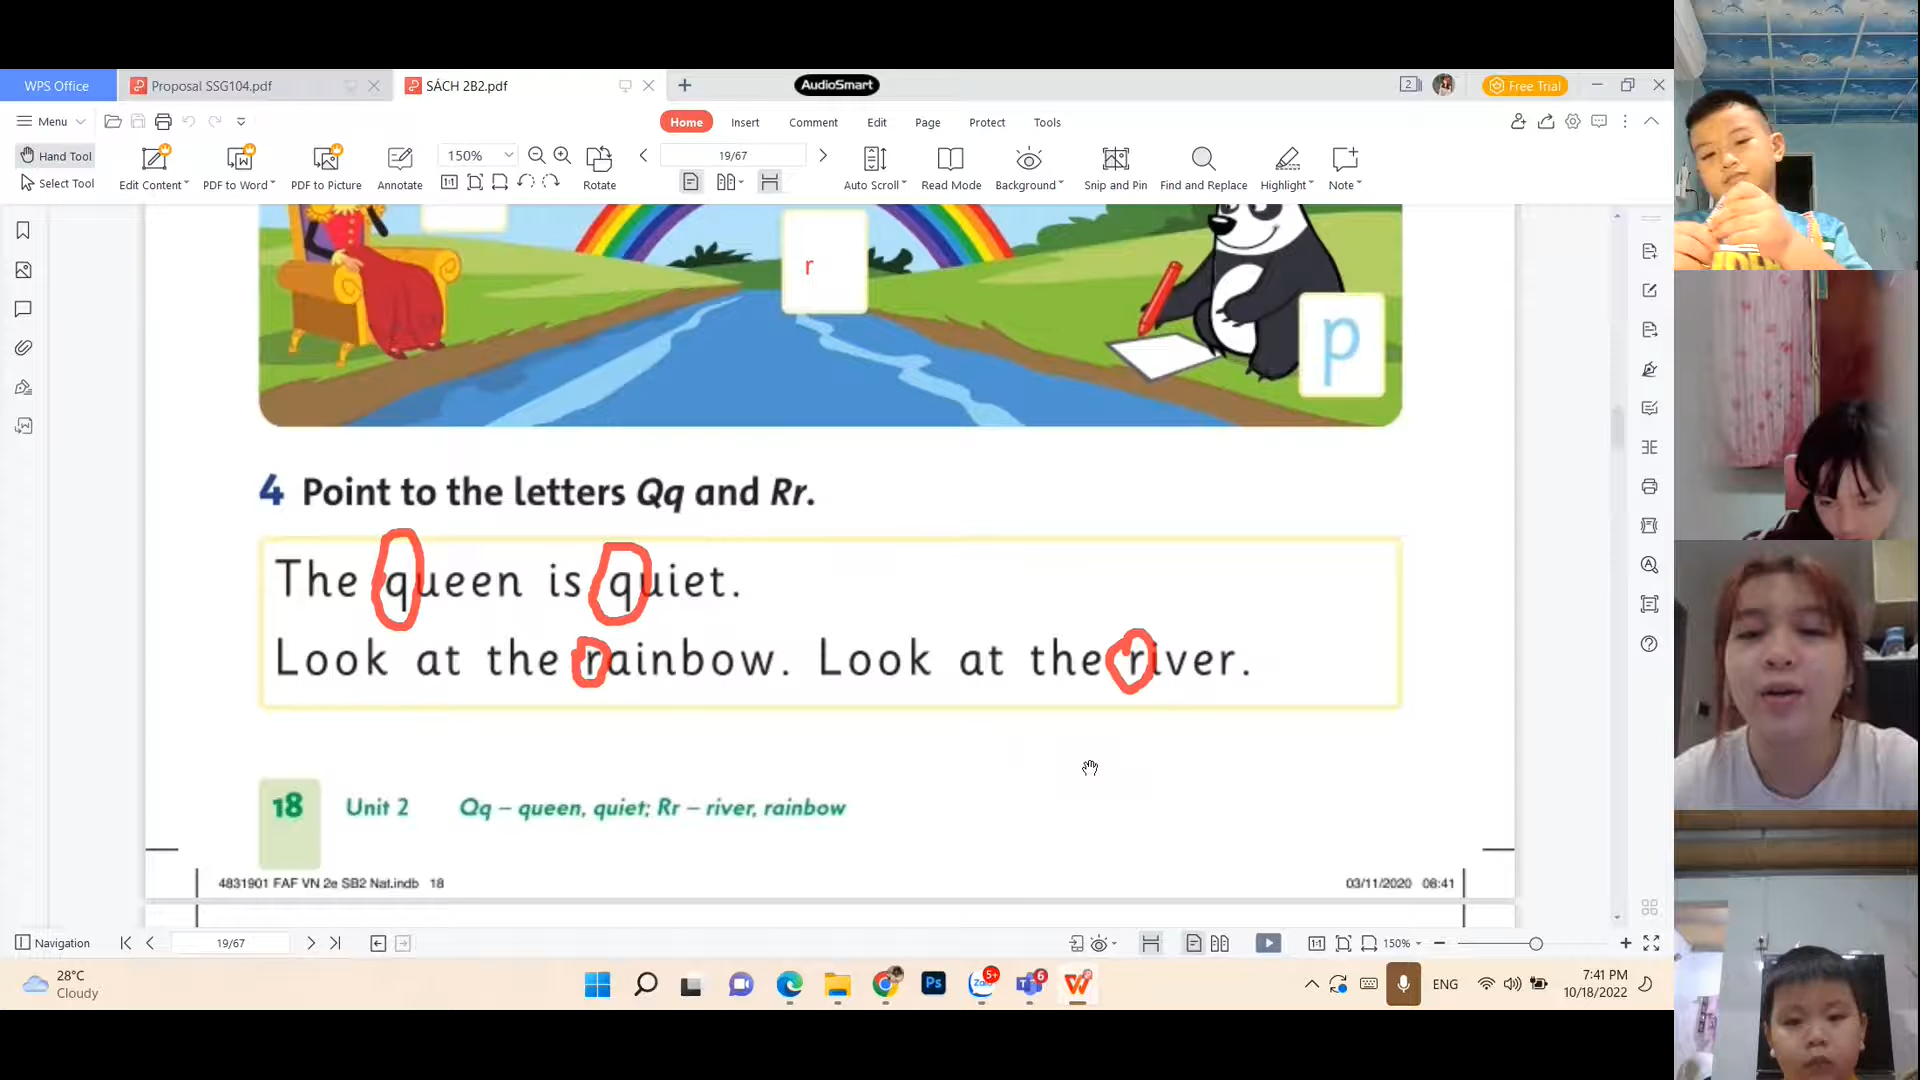 WPS Office
Proposal SSG104.pdf
SÁCH 2B2.pdf
AudioSmart
2
Free Trial
Menu
Home
Insert
Comment
Edit
Page
Protect
Tools
Hand Tool
Select Tool
Edit Content
PDF to Word
PDF to Picture
Annotate
150%
Rotate
19/67
Auto Scroll
Read Mode
Background
Snip and Pin
Find and Replace
Highlight
Note
r
p
4 Point to the letters Qq and Rr.
The queen is quiet.
Look at the rainbow. Look at the river.
18 Unit 2 Qq – queen, quiet; Rr – river, rainbow
4831901 FAF VN 2e SB2 Nat.indb 18
03/11/2020 08:41
Navigation
19/67
150%
28°C
Cloudy
Ps
Zalo
5+
6
ENG
7:41 PM
10/18/2022